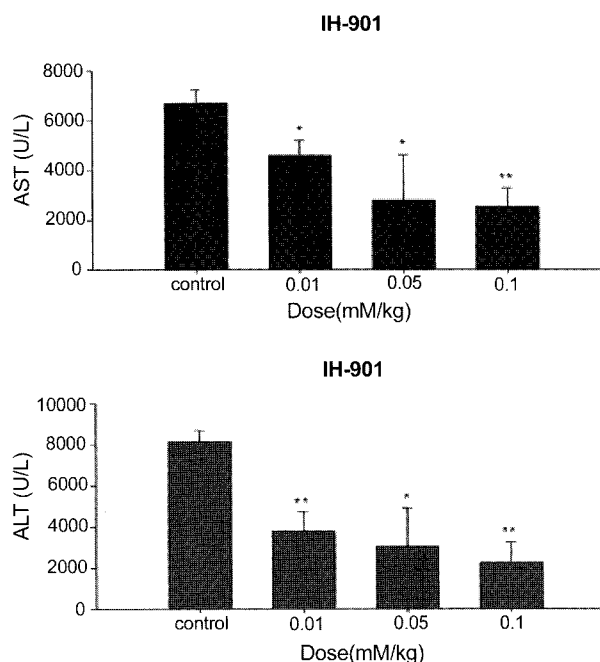 IH-901
8000
6000
4000
2000
0
AST (U/L)
*
*
**
control 0.01 0.05 0.1
Dose(mM/kg)
IH-901
10000
8000
6000
4000
2000
0
ALT (U/L)
**
*
**
control 0.01 0.05 0.1
Dose(mM/kg)